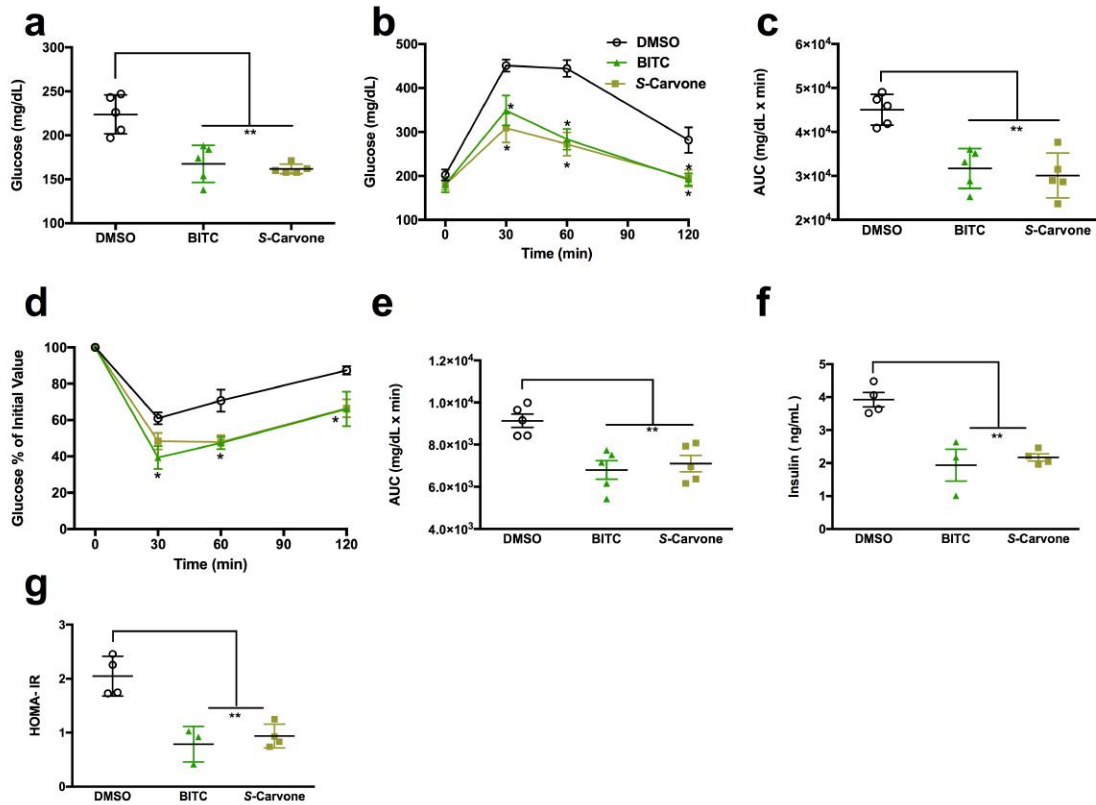 a
Glucose (mg/dL)
300
250
200
150
100
**
DMSO
BITC
S-Carvone
b
Glucose (mg/dL)
500
400
300
200
100
DMSO
BITC
S-Carvone
*
*
*
*
*
*
0
30
60
90
120
Time (min)
c
AUC (mg/dL x min)
6×10⁴
5×10⁴
4×10⁴
3×10⁴
2×10⁴
**
DMSO
BITC
S-Carvone
d
Glucose % of Initial Value
100
80
60
40
20
0
*
*
*
0
30
60
90
120
Time (min)
e
AUC (mg/dL x min)
1.2×10⁴
1.0×10⁴
8.0×10³
6.0×10³
4.0×10³
**
DMSO
BITC
S-Carvone
f
Insulin ( ng/mL)
5
4
3
2
1
0
**
DMSO
BITC
S-Carvone
g
HOMA- IR
3
2
1
0
**
DMSO
BITC
S-Carvone